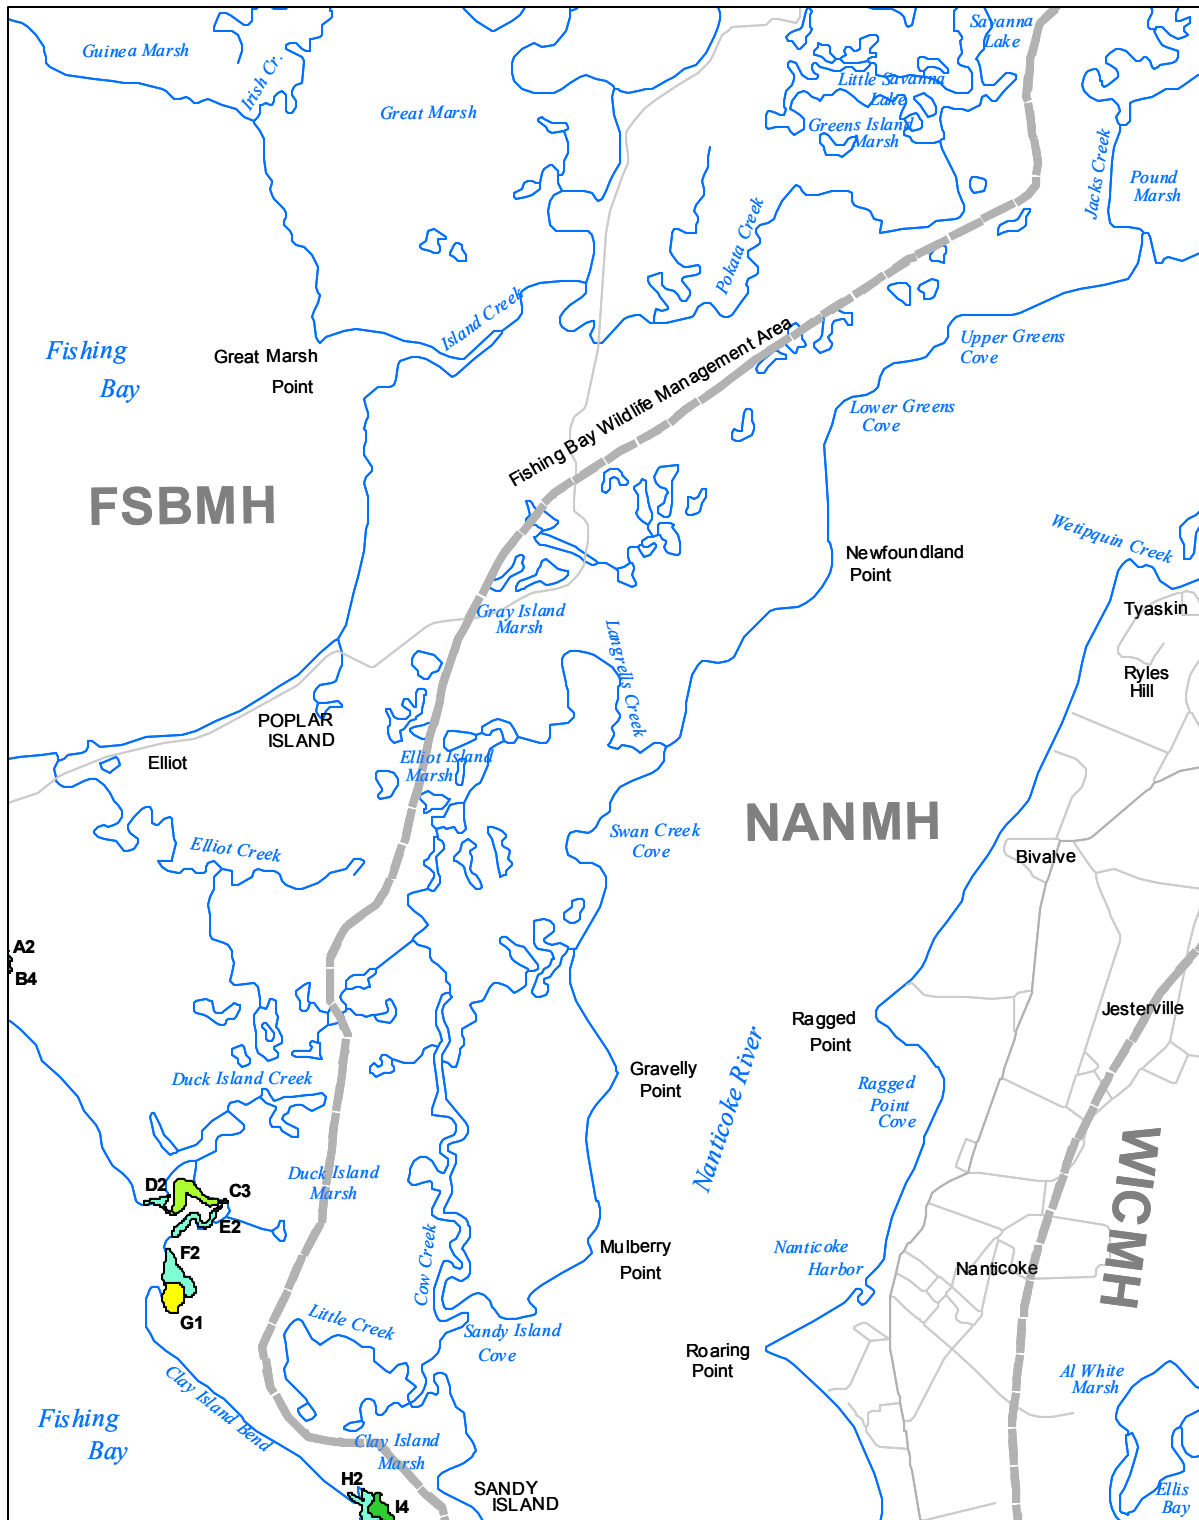 Savanna
Lake
Guinea Marsh
Irish Cr.
Little Savanna
Lake
Great Marsh
Greens Island
Marsh
Jacks Creek
Pound
Marsh
Pokata Creek
Island Creek
Fishing
Bay
Great Marsh
Point
Fishing Bay Wildlife Management Area
Upper Greens
Cove
Lower Greens
Cove
FSBMH
Wetipquin Creek
Newfoundland
Point
Gray Island
Marsh
Langrells Creek
Tyaskin
Ryles
Hill
POPLAR
ISLAND
Elliot
Elliot Island
Marsh
NANMH
Swan Creek
Cove
Elliot Creek
Bivalve
A2
B4
Ragged
Point
Jesterville
Duck Island Creek
Gravelly
Point
Nanticoke River
Ragged
Point
Cove
WICMH
D2
C3
E2
Duck Island
Marsh
F2
G1
Cow Creek
Mulberry
Point
Nanticoke
Harbor
Nanticoke
Little Creek
Sandy Island
Cove
Roaring
Point
Al White
Marsh
Clay Island Bend
Fishing
Bay
Clay Island
Marsh
H2
I4
SANDY
ISLAND
Ellis
Bay